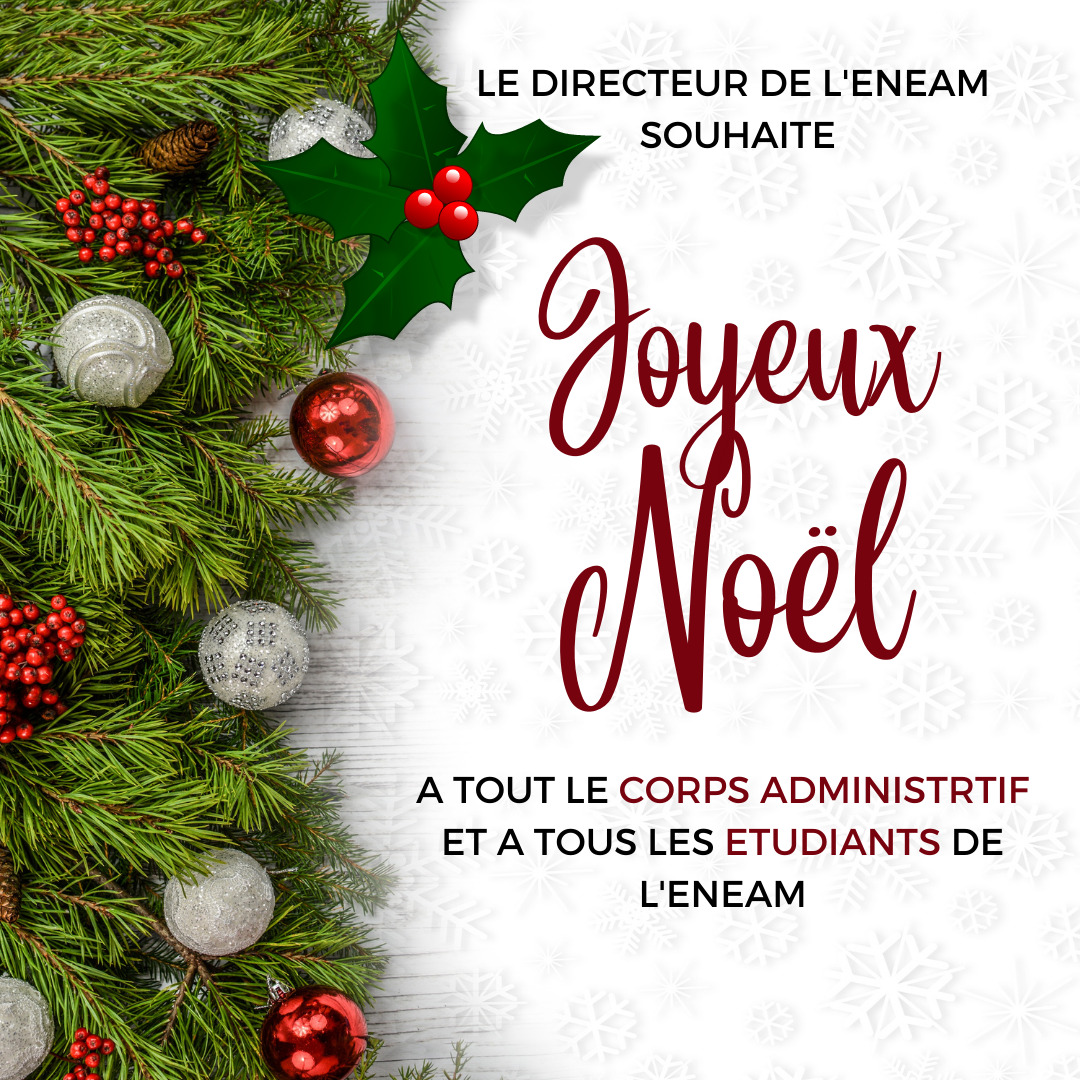 LE DIRECTEUR DE L'ENEAM
SOUHAITE
Joyeux
Noël
A TOUT LE CORPS ADMINISTRTIF
ET A TOUS LES ETUDIANTS DE
L'ENEAM